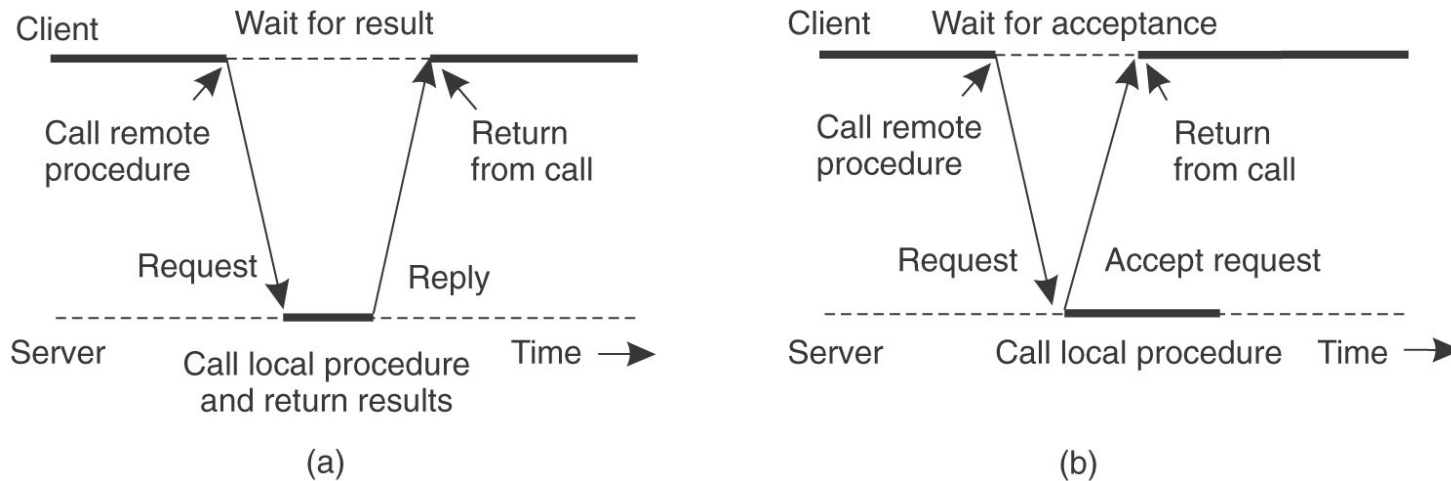 Client
Wait for result
Call remote
procedure
Return
from call
Request
Reply
Server
Call local procedure
and return results
Time
(a)
Client
Wait for acceptance
Call remote
procedure
Return
from call
Request
Accept request
Server
Call local procedure
Time
(b)